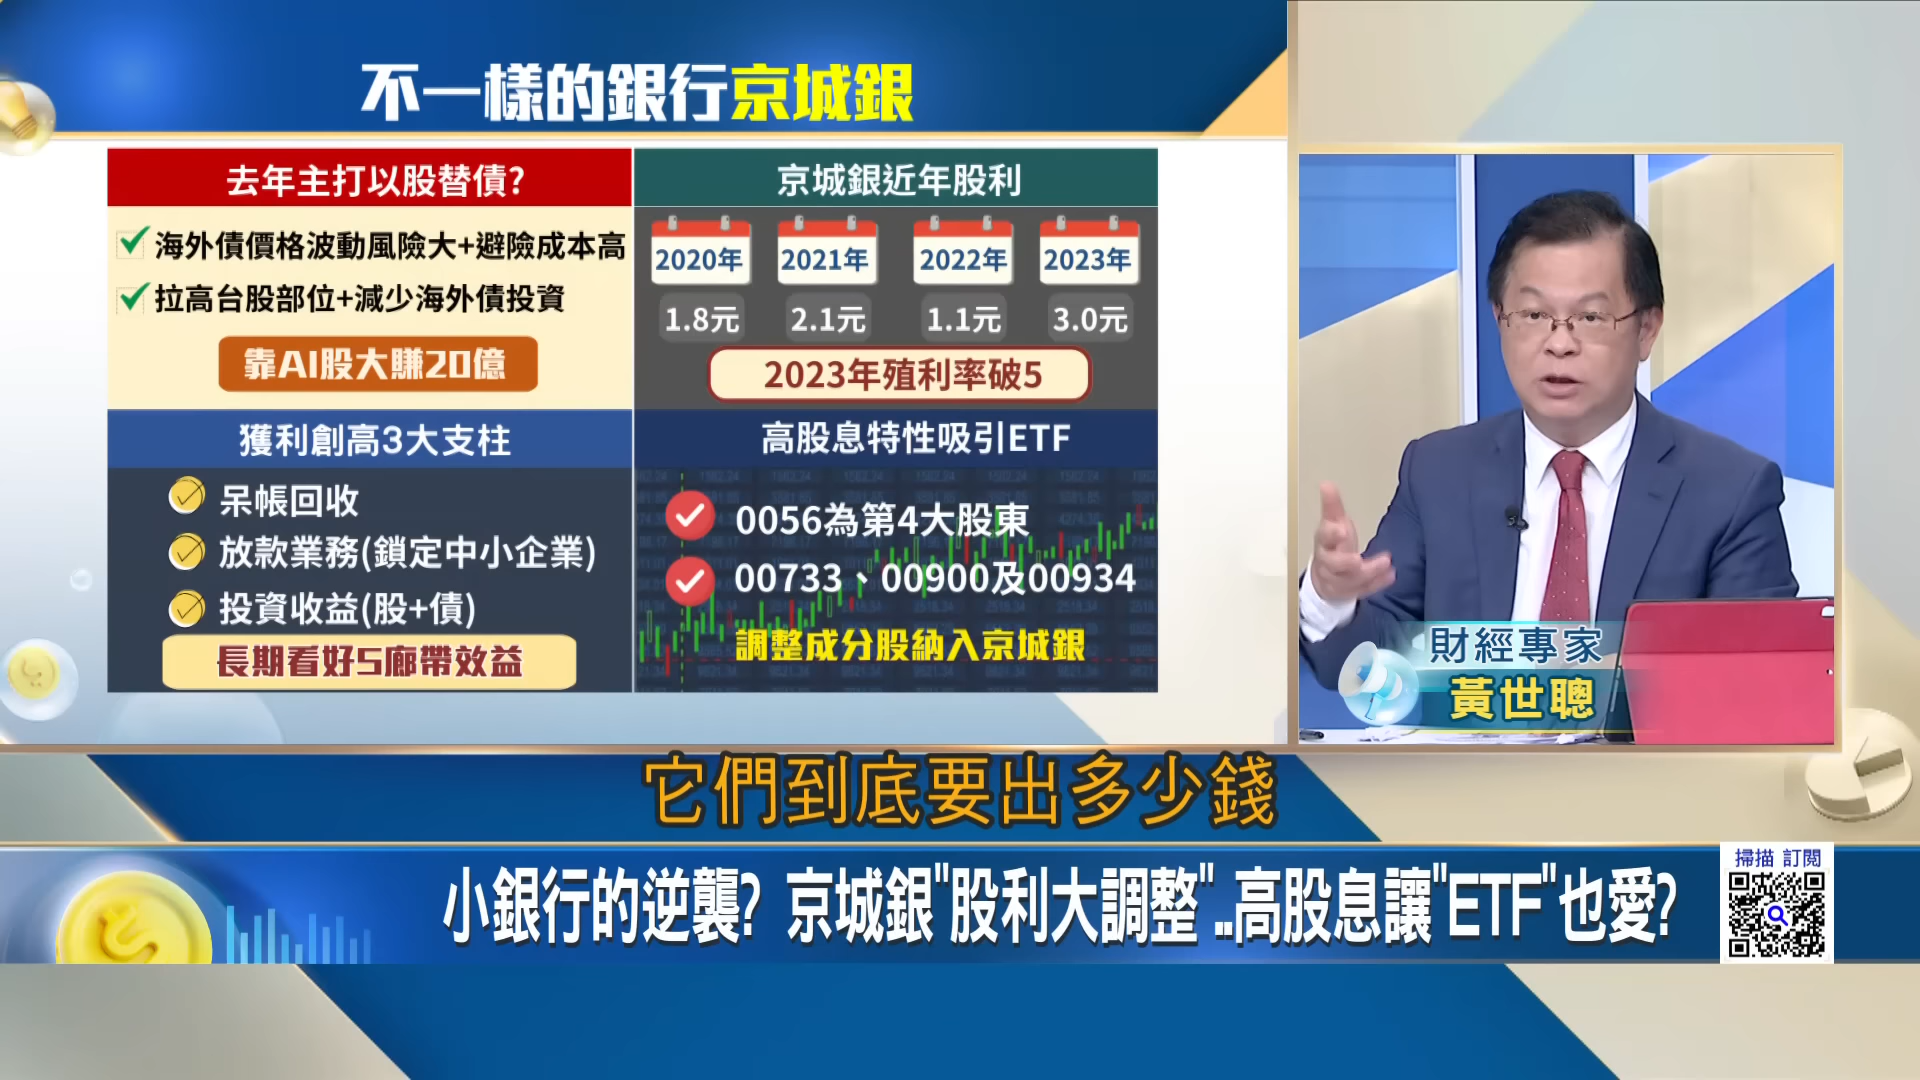 不一樣的銀行京城銀
去年主打以股替債?
海外債價格波動風險大+避險成本高
拉高台股部位+減少海外債投資
靠AI股大賺20億
京城銀近年股利
2020年 2021年 2022年 2023年
1.8元 2.1元 1.1元 3.0元
2023年殖利率破5
獲利創高3大支柱
呆帳回收
放款業務(鎖定中小企業)
投資收益(股+債)
長期看好S廊帶效益
高股息特性吸引ETF
0056為第4大股東
00733、00900及00934
調整成分股納入京城銀
財經專家
黃世聰
它們到底要出多少錢
小銀行的逆襲? 京城銀"股利大調整"..高股息讓"ETF"也愛?
掃描 訂閱